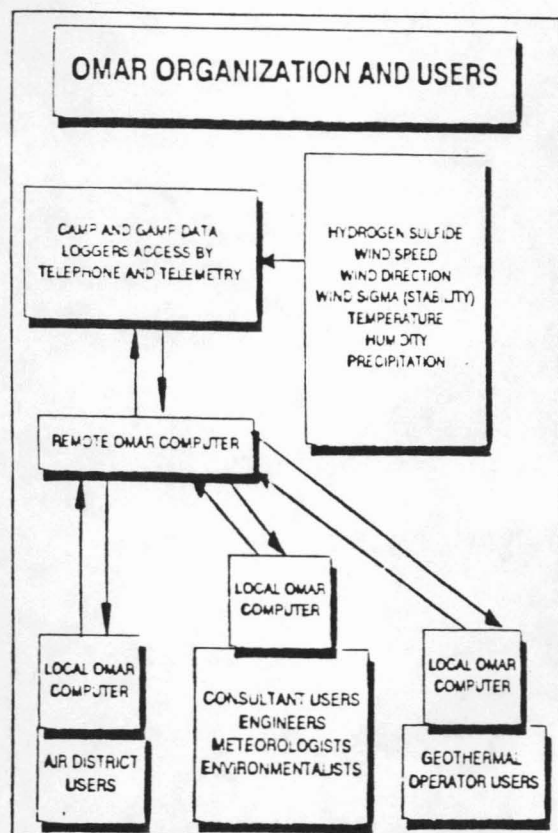 OMAR ORGANIZATION AND USERS
CAMP AND GAMP DATA
LOGGERS ACCESS BY
TELEPHONE AND TELEMETRY
HYDROGEN SULFIDE
WIND SPEED
WIND DIRECTION
WIND SIGMA (STABILITY)
TEMPERATURE
HUMIDITY
PRECIPITATION
REMOTE OMAR COMPUTER
LOCAL OMAR
COMPUTER
AIR DISTRICT
USERS
LOCAL OMAR
COMPUTER
CONSULTANT USERS
ENGINEERS
METEOROLOGISTS
ENVIRONMENTALISTS
LOCAL OMAR
COMPUTER
GEOTHERMAL
OPERATOR USERS